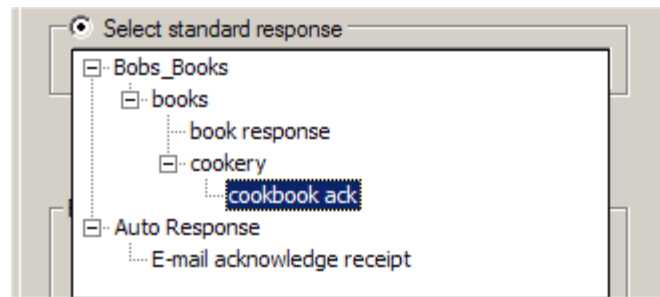 Select standard response
Bobs_Books
books
book response
cookery
cookbook ack
Auto Response
E-mail acknowledge receipt